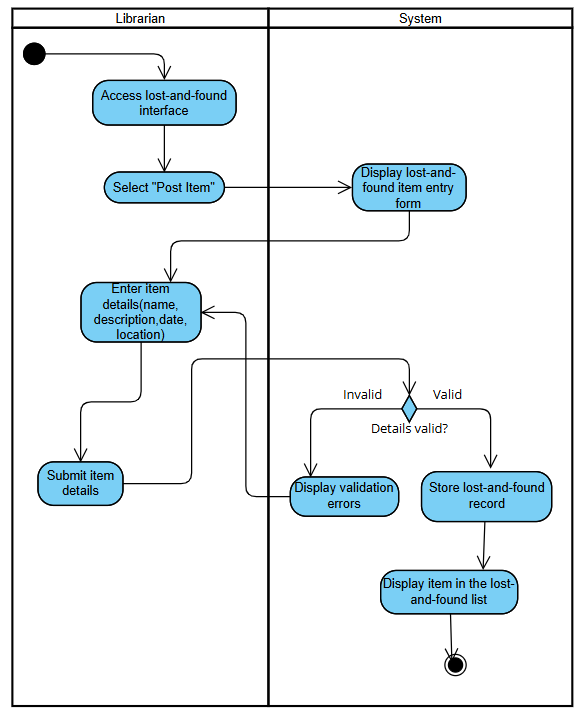 Librarian
System
Access lost-and-found
interface
Select "Post Item"
Display lost-and-
found item entry
form
Enter item
details(name,
description,date,
location)
Invalid
Valid
Details valid?
Submit item
details
Display validation
errors
Store lost-and-found
record
Display item in the lost-
and-found list